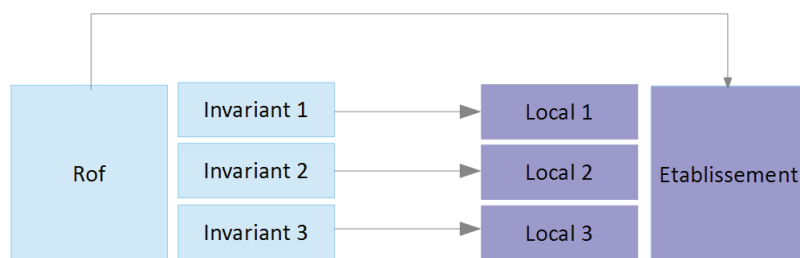 Rof
Invariant 1
Invariant 2
Invariant 3
Local 1
Local 2
Local 3
Etablissement